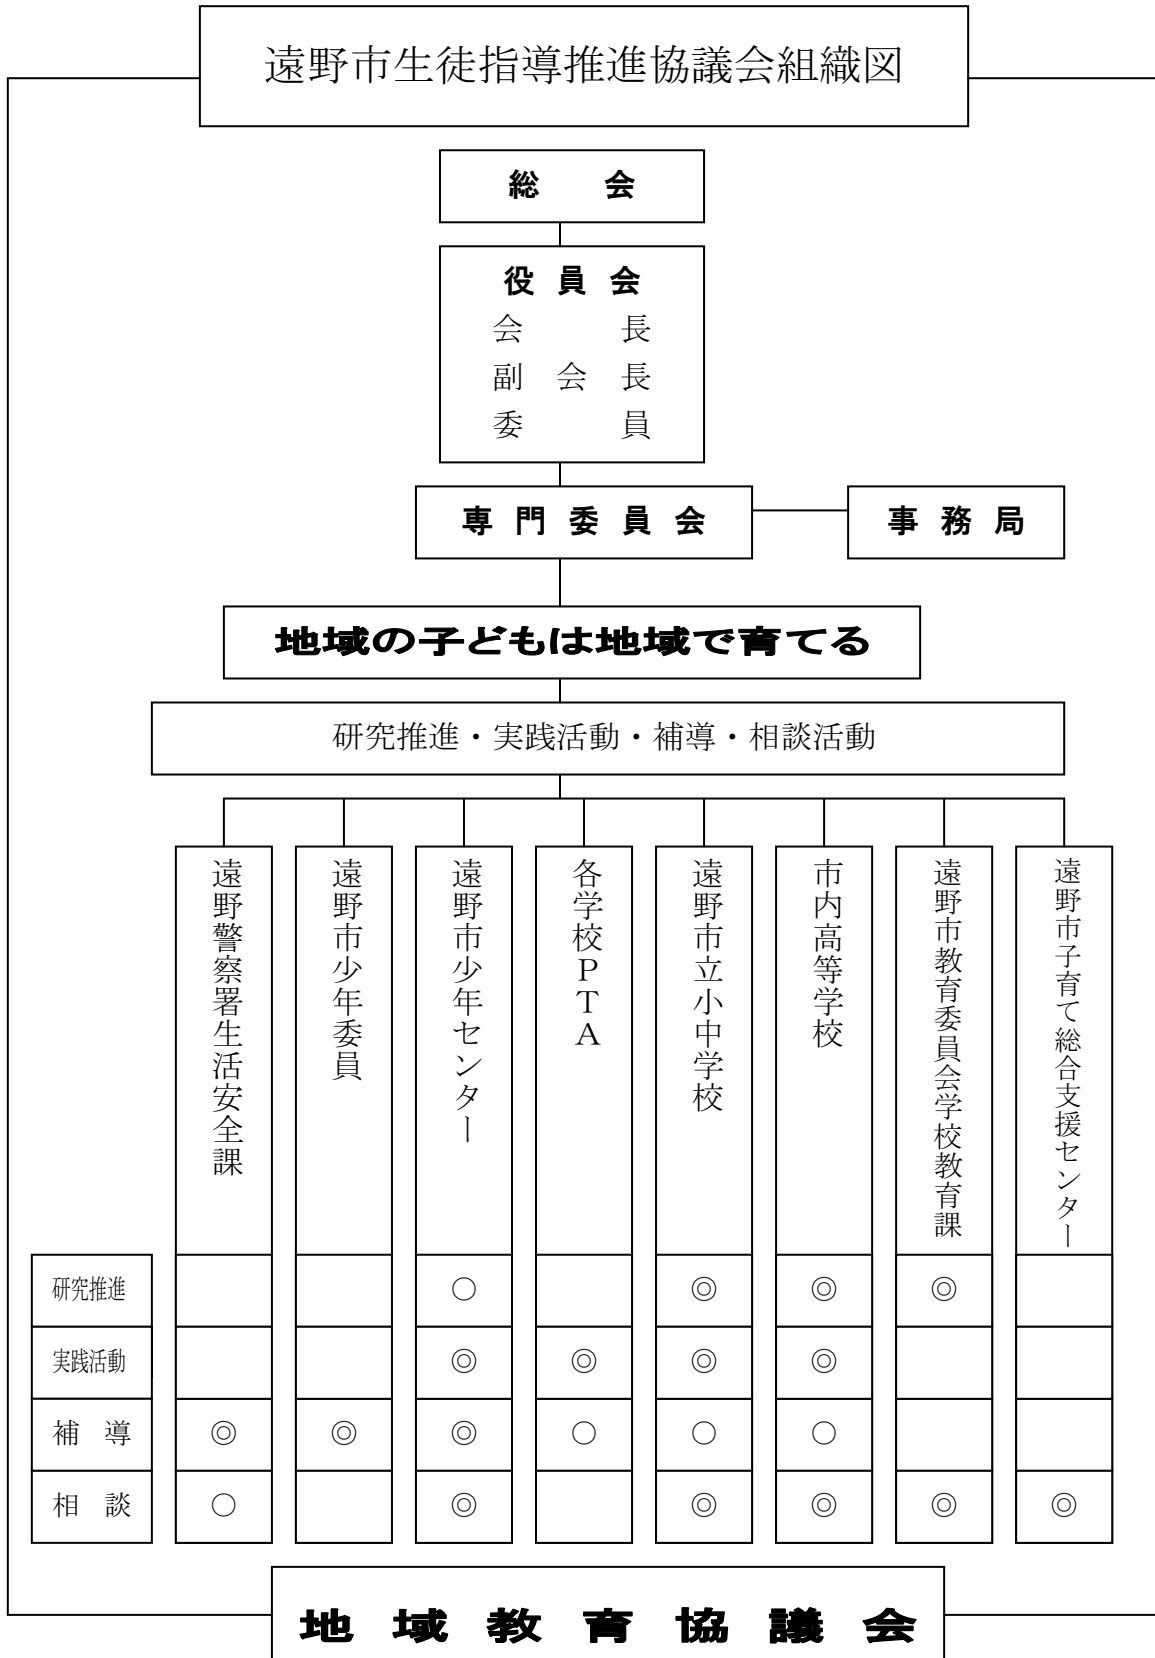 遠野市生徒指導推進協議会組織図
総　会
役員会
会　長
副会長
委　員
専門委員会
事務局
地域の子どもは地域で育てる
研究推進・実践活動・補導・相談活動
遠野警察署生活安全課
遠野市少年委員
遠野市少年センター
各学校ＰＴＡ
遠野市立小中学校
市内高等学校
遠野市教育委員会学校教育課
遠野市子育て総合支援センター
研究推進 ○ ◎ ◎ ◎
実践活動 ◎ ◎ ◎ ◎
補　導 ◎ ◎ ◎ ○ ○ ○
相　談 ○ ◎ ◎ ◎ ◎ ◎
地域教育協議会